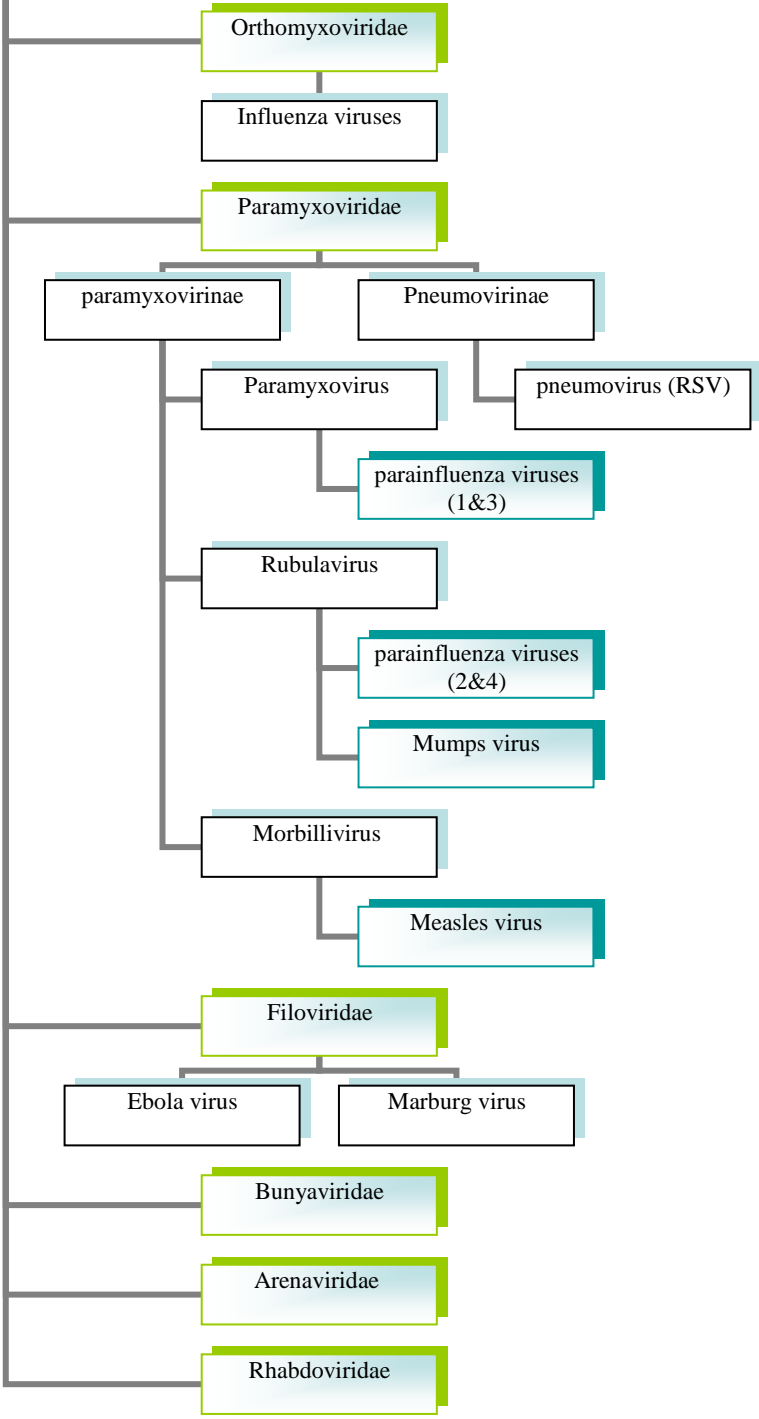 Orthomyxoviridae
Influenza viruses
Paramyxoviridae
paramyxovirinae
Pneumovirinae
Paramyxovirus
pneumovirus (RSV)
parainfluenza viruses
(1&3)
Rubulavirus
parainfluenza viruses
(2&4)
Mumps virus
Morbillivirus
Measles virus
Filoviridae
Ebola virus
Marburg virus
Bunyaviridae
Arenaviridae
Rhabdoviridae